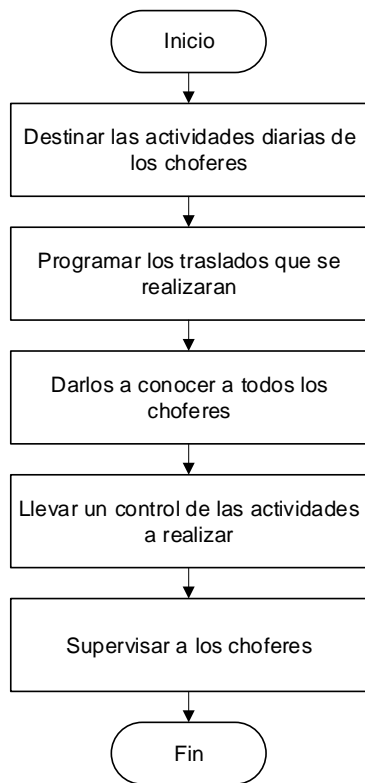 Inicio
Destinar las actividades diarias de
los choferes
Programar los traslados que se
realizaran
Darlos a conocer a todos los
choferes
Llevar un control de las actividades
a realizar
Supervisar a los choferes
Fin